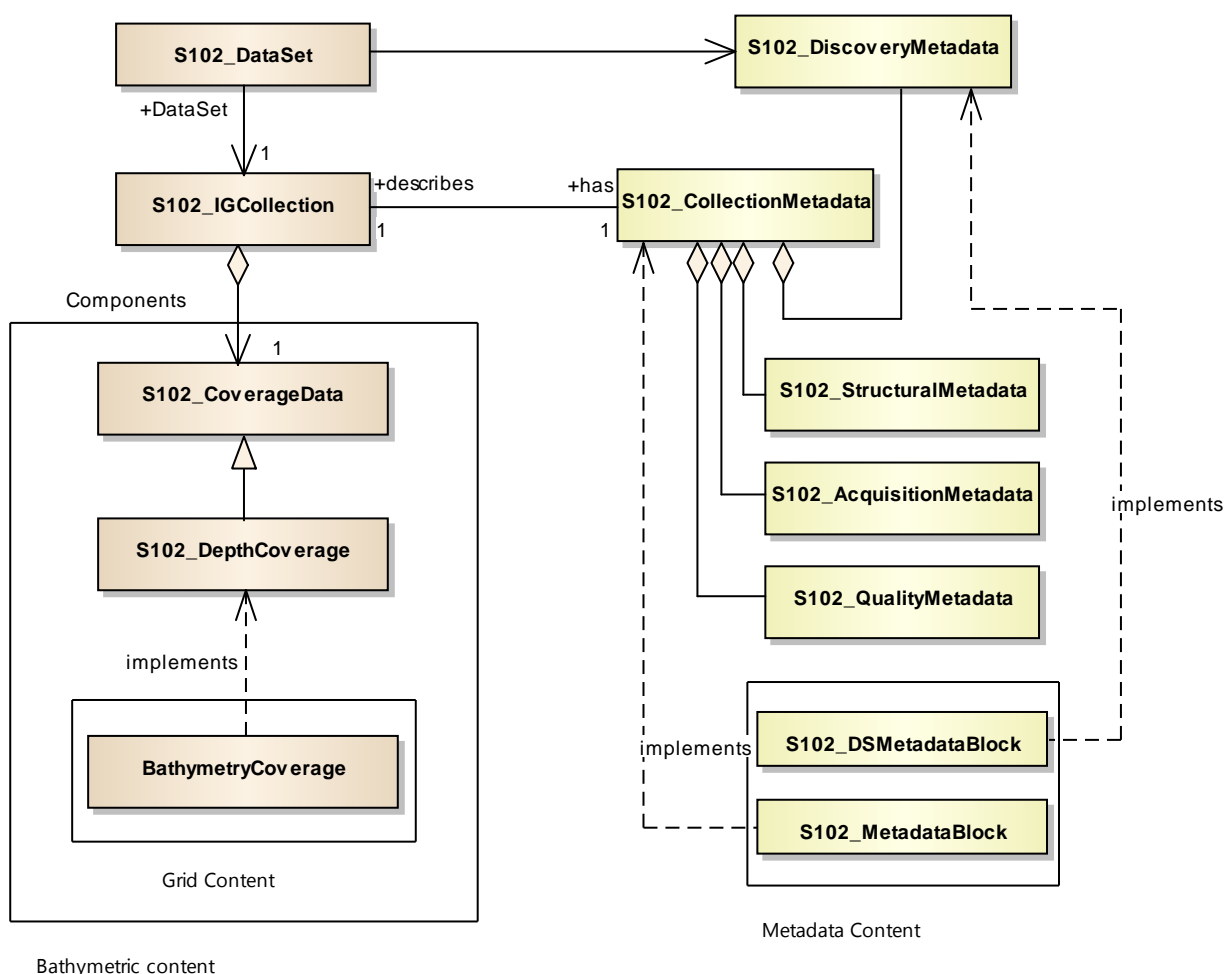 S102_DataSet
S102_DiscoveryMetadata
+DataSet
1
S102_IGCollection
+describes
1
+has
1
S102_CollectionMetadata
Components
1
S102_CoverageData
S102_StructuralMetadata
S102_AcquisitionMetadata
implements
S102_DepthCoverage
S102_QualityMetadata
implements
BathymetryCoverage
Grid Content
implements
S102_DSMetadataBlock
S102_MetadataBlock
Metadata Content
Bathymetric content